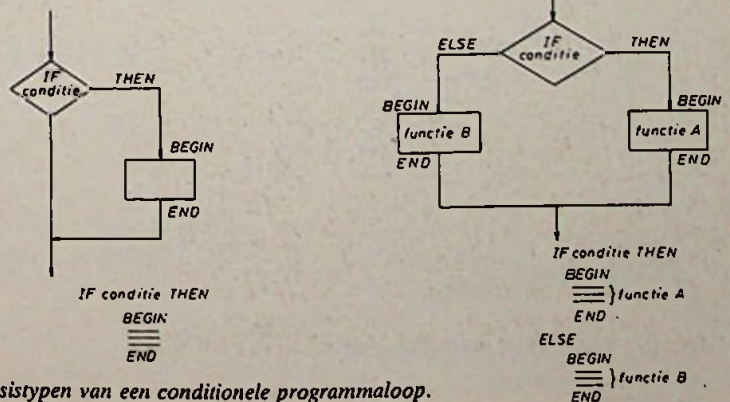 IF
conditie
THEN
BEGIN
END
IF conditie THEN
BEGIN
END
ELSE
IF
conditie
THEN
BEGIN
functie B
END
BEGIN
functie A
END
IF conditie THEN
BEGIN
functie A
END
ELSE
BEGIN
functie B
END
sistypen van een conditionele programmaloop.